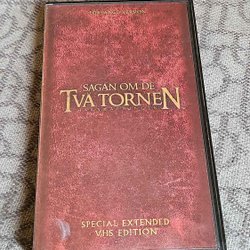 SAGAN OM DE
TVÅ TORNEN
SPECIAL EXTENDED
VHS EDITION